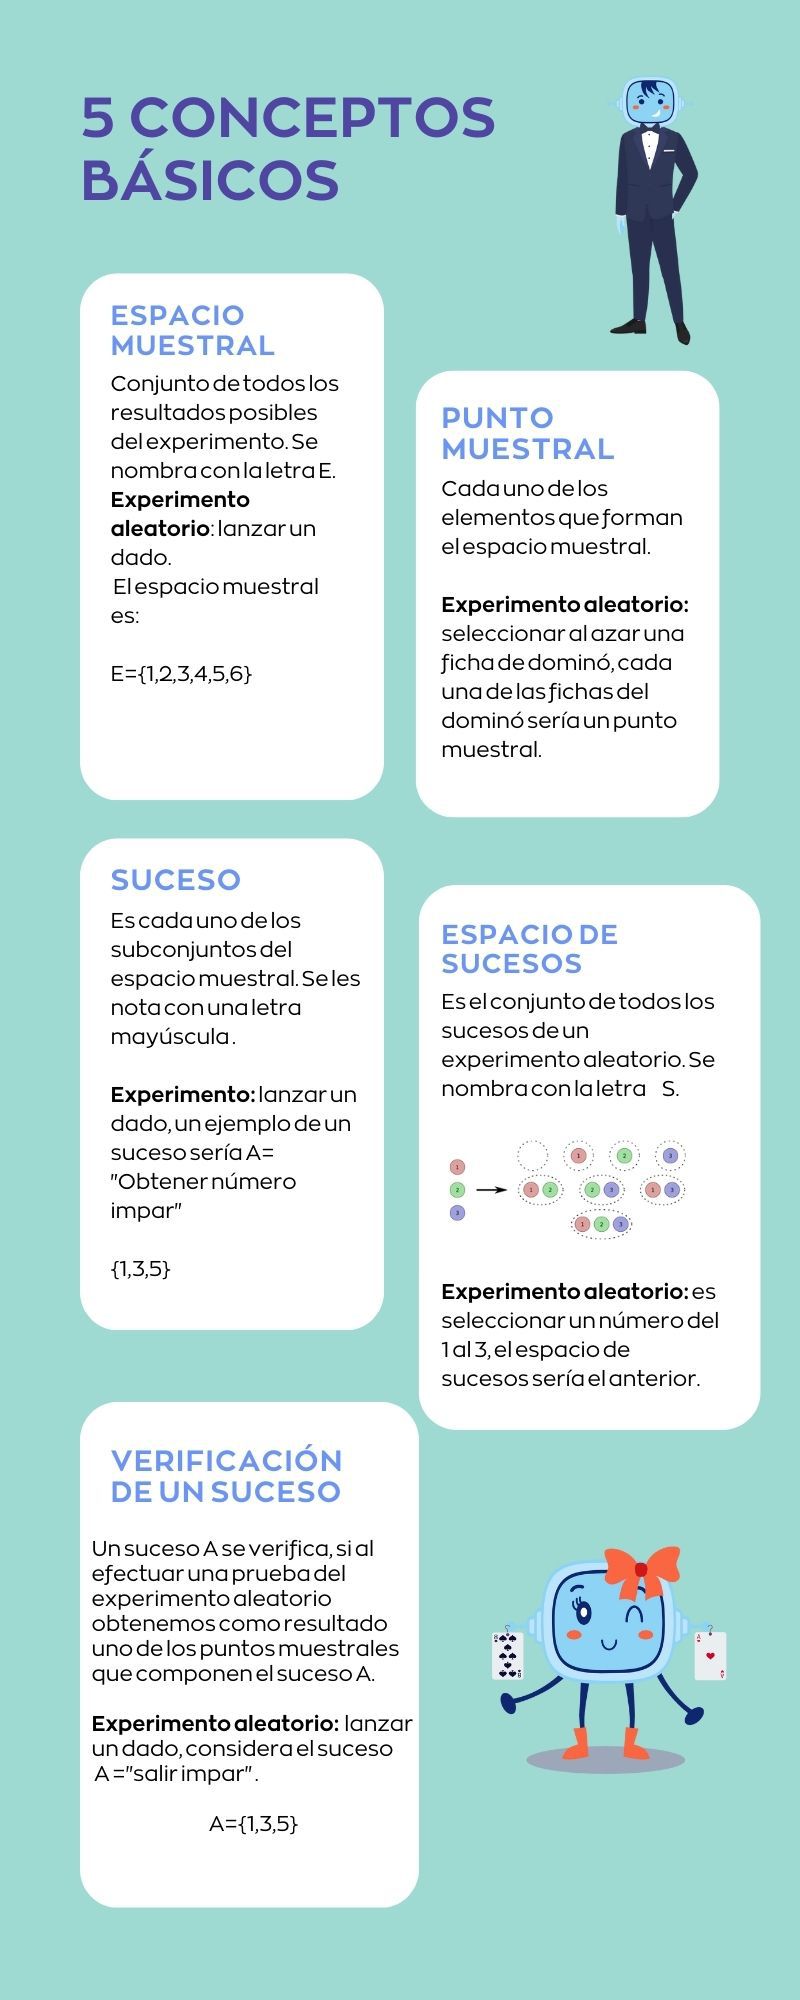 5 CONCEPTOS
BÁSICOS
ESPACIO
MUESTRAL
Conjunto de todos los
resultados posibles
del experimento. Se
nombra con la letra E.
Experimento
aleatorio: lanzar un
dado.
El espacio muestral
es:
E={1,2,3,4,5,6}
PUNTO
MUESTRAL
Cada uno de los
elementos que forman
el espacio muestral.
Experimento aleatorio:
seleccionar al azar una
ficha de dominó, cada
una de las fichas del
dominó sería un punto
muestral.
SUCESO
Es cada uno de los
subconjuntos del
espacio muestral. Se les
nota con una letra
mayúscula.
Experimento: lanzar un
dado, un ejemplo de un
suceso sería A=
"Obtener número
impar"
{1,3,5}
ESPACIO DE
SUCESOS
Es el conjunto de todos los
sucesos de un
experimento aleatorio. Se
nombra con la letra S.
1 2 3
1
1 2 2 3 1 3
2
3
1 2 3
Experimento aleatorio: es
seleccionar un número del
1 al 3, el espacio de
sucesos sería el anterior.
VERIFICACIÓN
DE UN SUCESO
Un suceso A se verifica, si al
efectuar una prueba del
experimento aleatorio
obtenemos como resultado
uno de los puntos muestrales
que componen el suceso A.
Experimento aleatorio: lanzar
un dado, considera el suceso
A ="salir impar".
A={1,3,5}